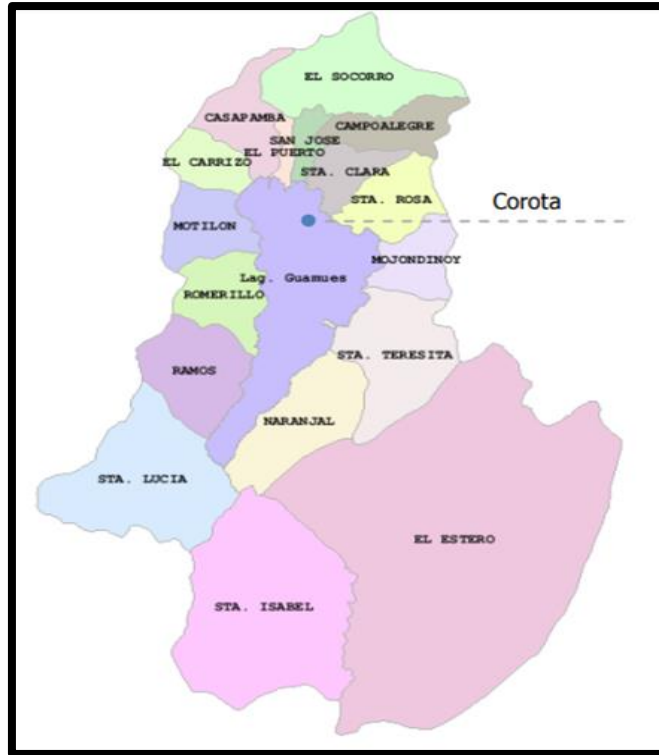 EL SOCORRO
CASAPAMBA
CAMPOALEGRE
SAN JOSE
EL PUERTO
EL CARRIZO
STA. CLARA
STA. ROSA
Corota
MOTILON
MOJONDINOY
Lag. Guamues
ROMERILLO
STA. TERESITA
RAMOS
NARANJAL
STA. LUCIA
EL ESTERO
STA. ISABEL